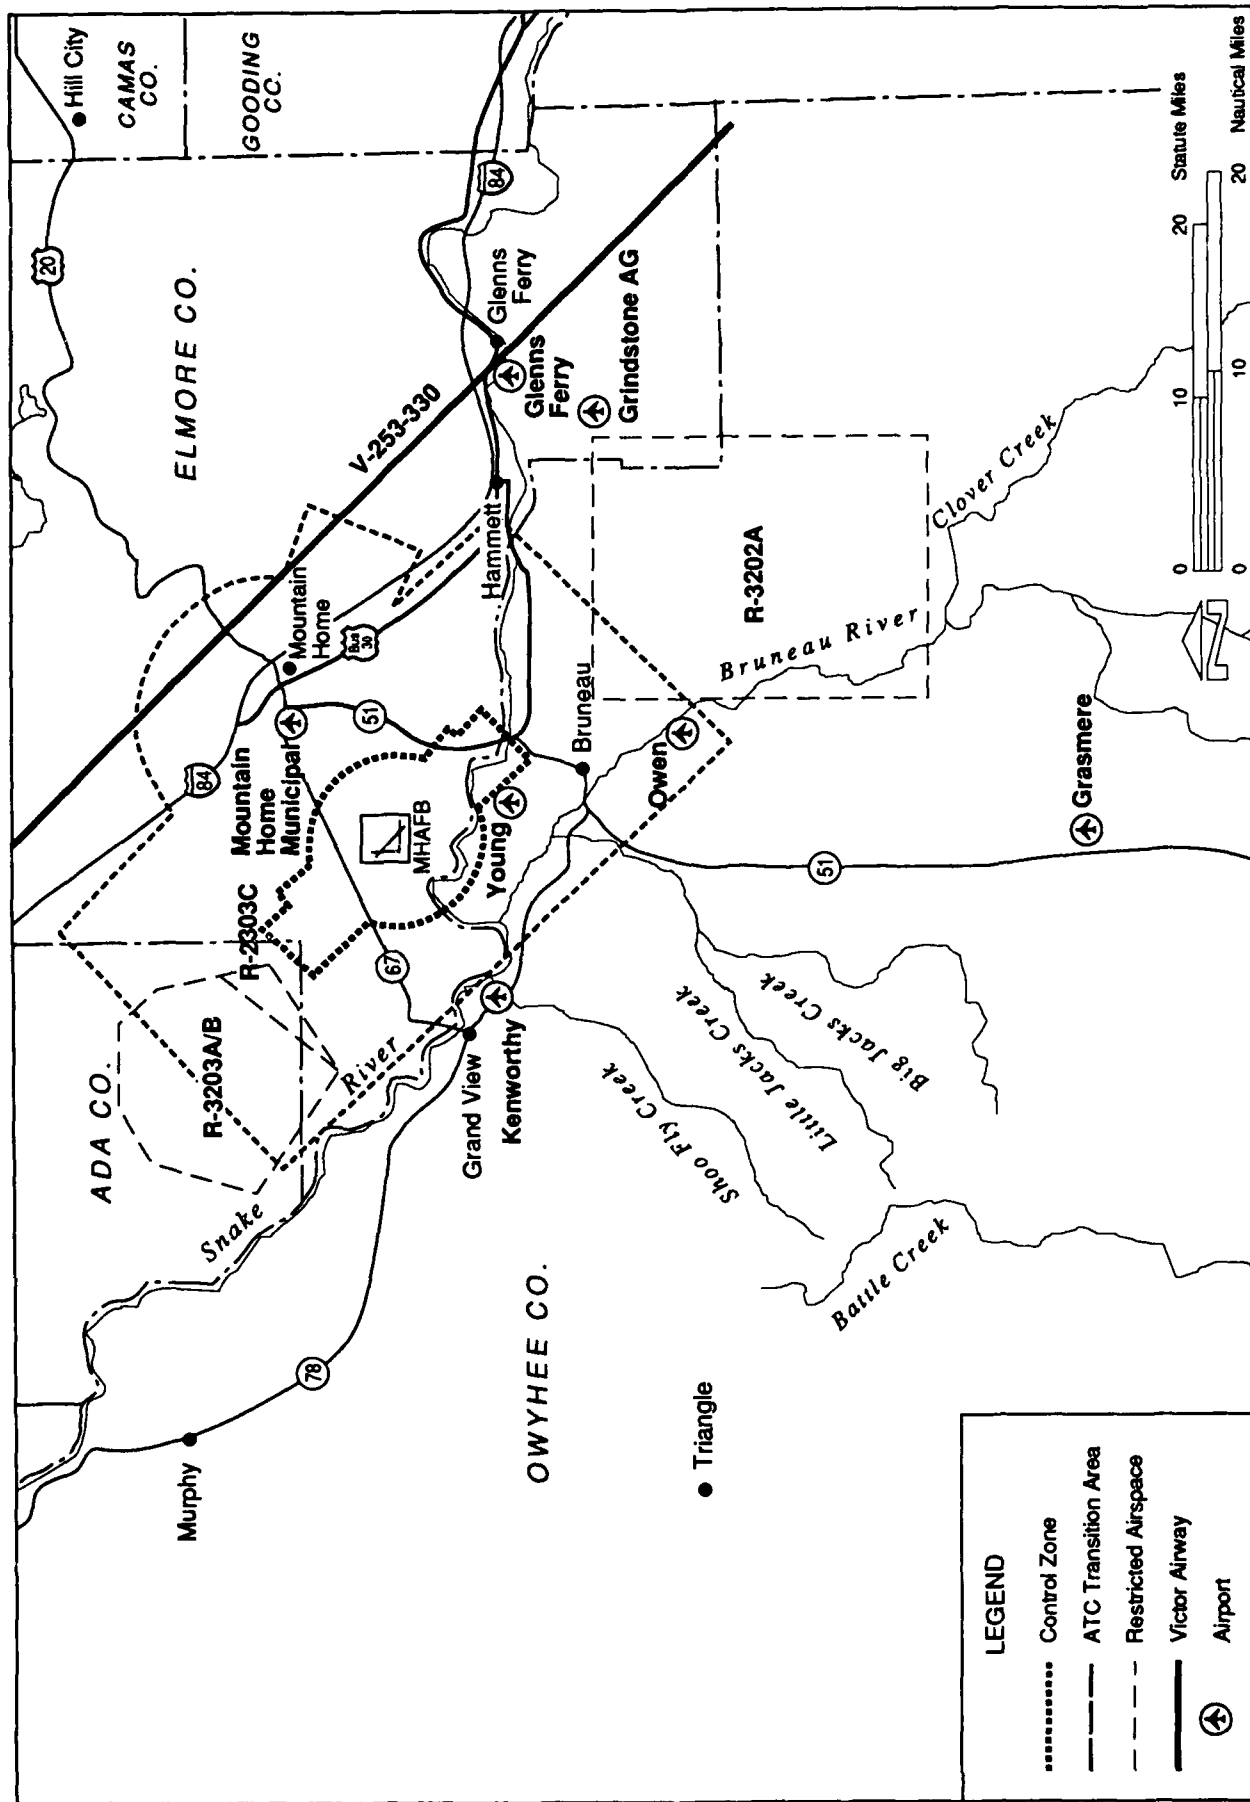 Hill City
CAMAS
CO.
GOODING
CC.
20
ELMORE CO.
84
V-253-330
Glenns
Ferry
Glenns
Ferry
Grindstone AG
Mountain
Home
Bus
30
Hammett
84
Mountain
Home
Municipal
51
R-2303C
MHAFB
Young
Bruneau
R-3202A
Bruneau River
Clover Creek
Owen
Grasmere
51
ADA CO.
R-3203A/B
67
Snake
River
Grand View
Kenworthy
Shoo Fly Creek
Little Jacks Creek
Big Jacks Creek
Battle Creek
78
Murphy
OWYHEE CO.
Triangle
N
0
10
20
Statute Miles
0
10
20
Nautical Miles
LEGEND
Control Zone
ATC Transition Area
Restricted Airspace
Victor Airway
Airport